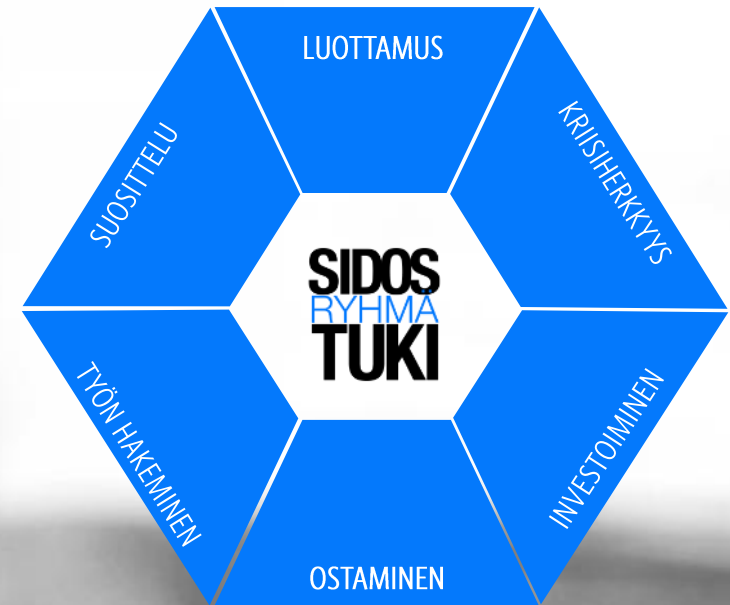 LUOTTAMUS
KRIISIHERKKYYS
INVESTOIMINEN
OSTAMINEN
TYÖN HAKEMINEN
SUOSITTELU
SIDOS
RYHMÄ
TUKI